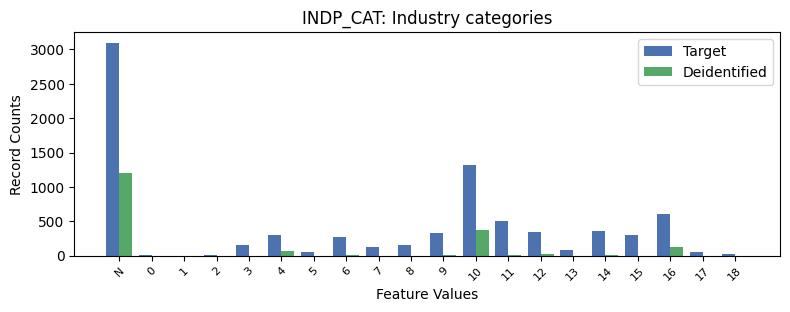 INDP_CAT: Industry categories
Target
Deidentified
Record Counts
3000
2500
2000
1500
1000
500
0
N 0 1 2 3 4 5 6 7 8 9 10 11 12 13 14 15 16 17 18
Feature Values